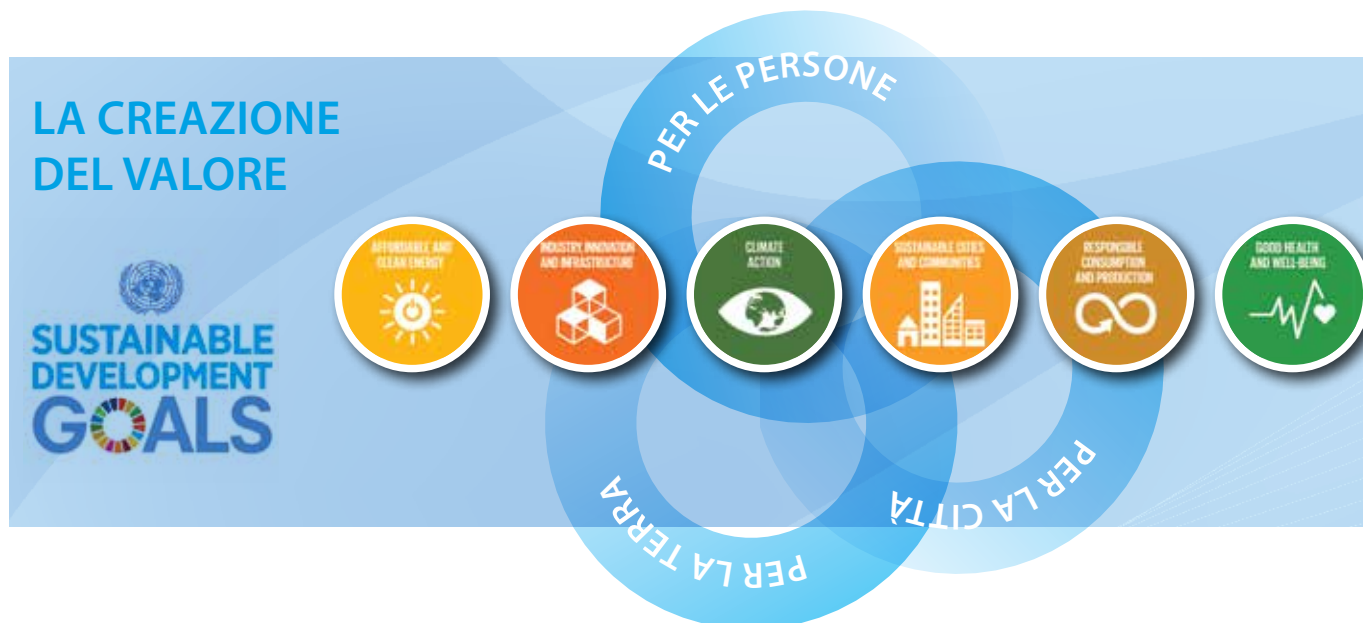 LA CREAZIONE
DEL VALORE
PER LE PERSONE
AFFORDABLE AND
CLEAN ENERGY
INDUSTRY, INNOVATION
AND INFRASTRUCTURE
CLIMATE
ACTION
SUSTAINABLE CITIES
AND COMMUNITIES
RESPONSIBLE
CONSUMPTION
AND PRODUCTION
GOOD HEALTH
AND WELL-BEING
SUSTAINABLE
DEVELOPMENT
GOALS
PER LA CITTÀ
PER LA TERRA